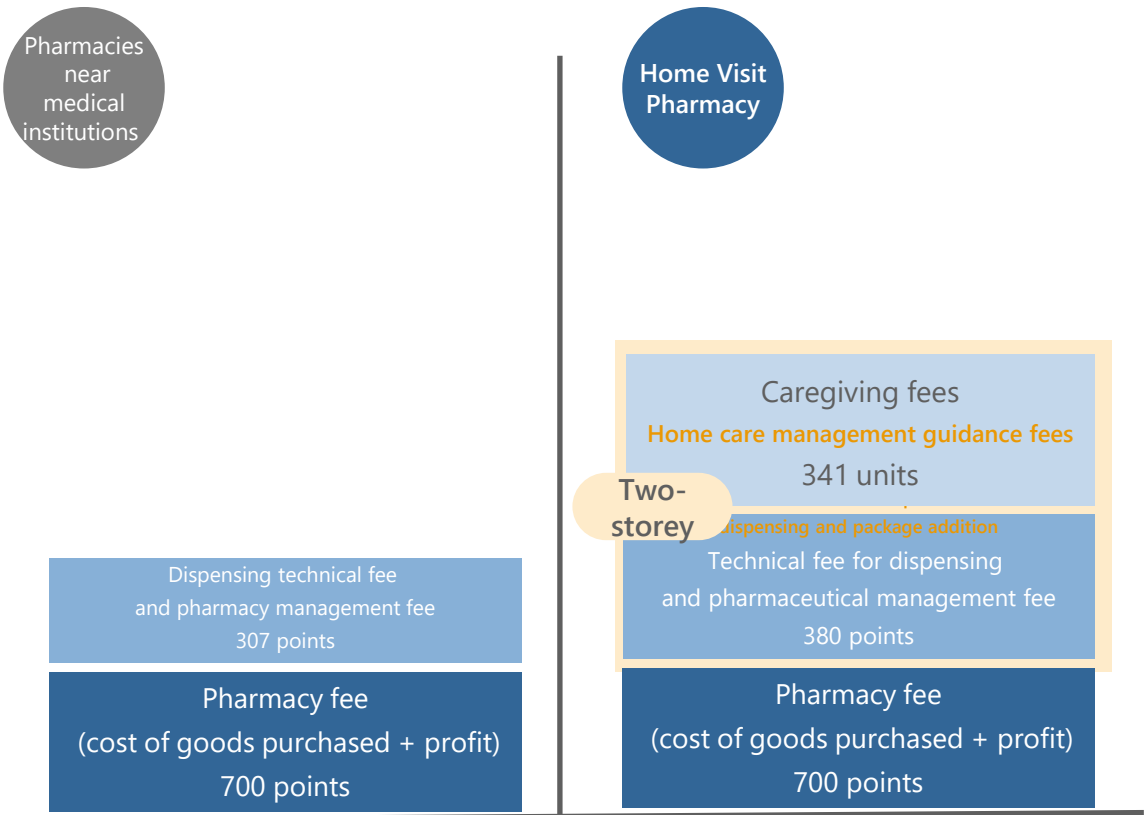 Pharmacies
near
medical
institutions
Home Visit
Pharmacy
Dispensing technical fee
and pharmacy management fee
307 points
Pharmacy fee
(cost of goods purchased + profit)
700 points
Caregiving fees
Home care management guidance fees
341 units
Two-
storey
dispensing and package addition
Technical fee for dispensing
and pharmaceutical management fee
380 points
Pharmacy fee
(cost of goods purchased + profit)
700 points